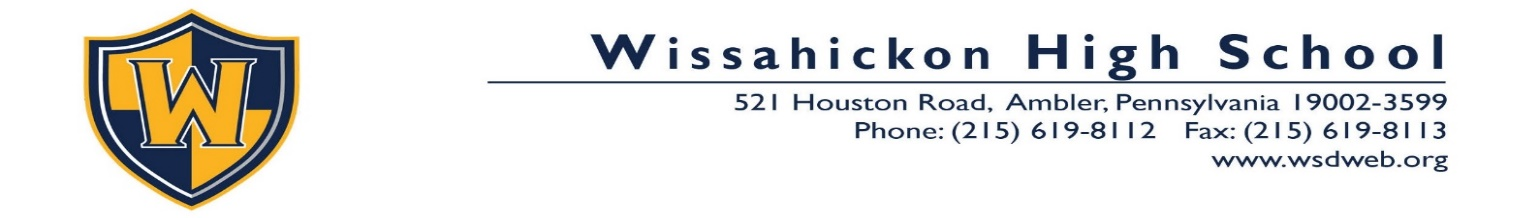 W
Wissahickon High School
521 Houston Road, Ambler, Pennsylvania 19002-3599
Phone: (215) 619-8112 Fax: (215) 619-8113
www.wsdweb.org